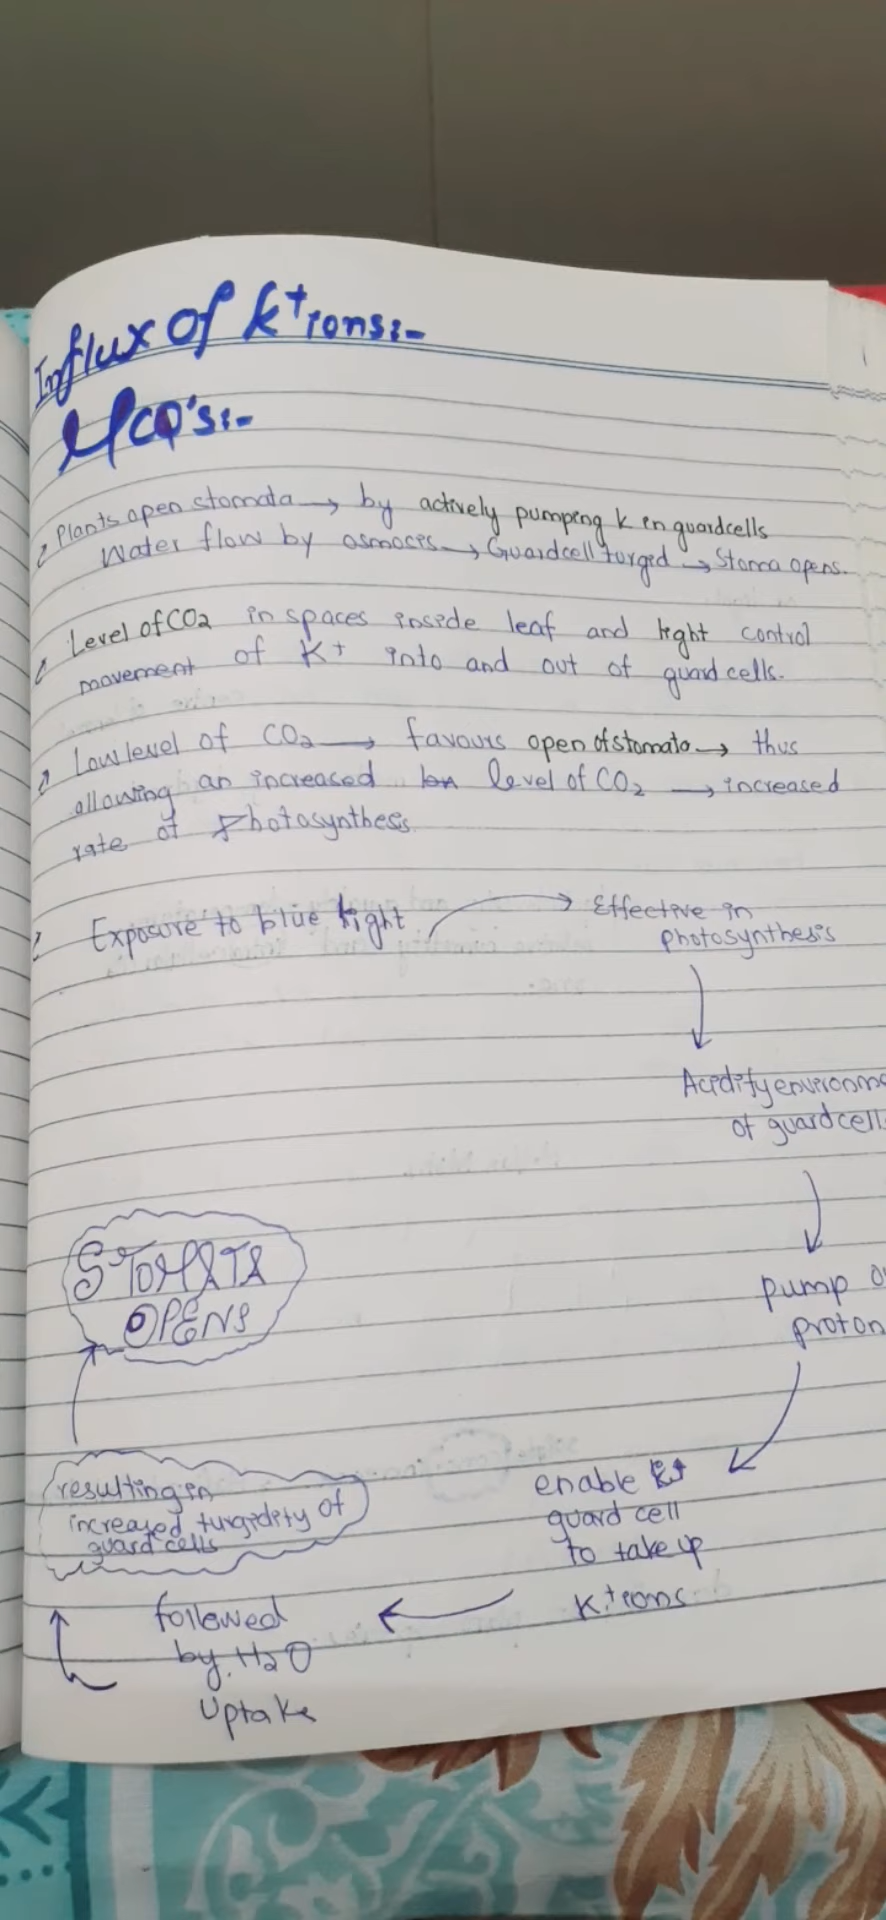 Influx of k+ ions:-
MCQ's:-
Plants open stomata → by actively pumping K in guardcells
Water flow by osmosis → Guardcell turged → Stoma opens.
Level of CO2 in spaces inside leaf and light control
movement of K+ into and out of guard cells.
Low level of CO2 → favours open of stomata → thus
allowing an increased level of CO2 → increased
rate of Photosynthesis.
Exposure to blue light → Effective in
photosynthesis
Acidify environme
of guard cell
pump o
proton
STOMATA
OPENS
enable
guard cell
to take up
K+ ions
resulting in
increased turgidity of
guard cells
followed
by H2O
Uptake